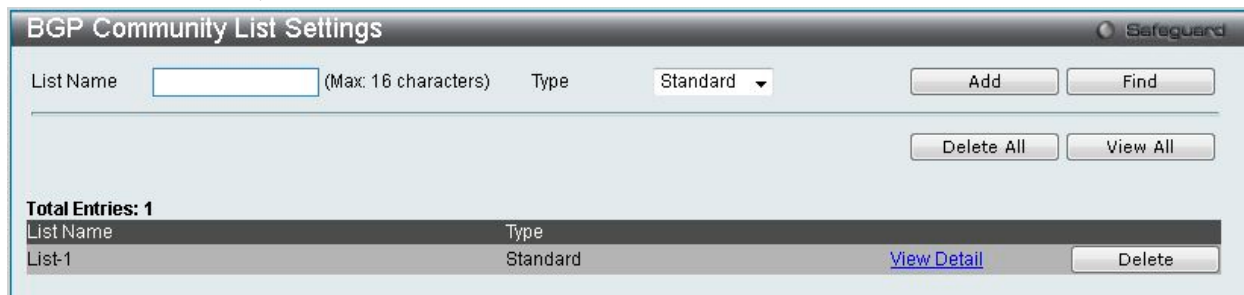 BGP Community List Settings Safeguard
List Name (Max: 16 characters) Type Standard Add Find
Delete All View All
Total Entries: 1
List Name Type
List-1 Standard View Detail Delete